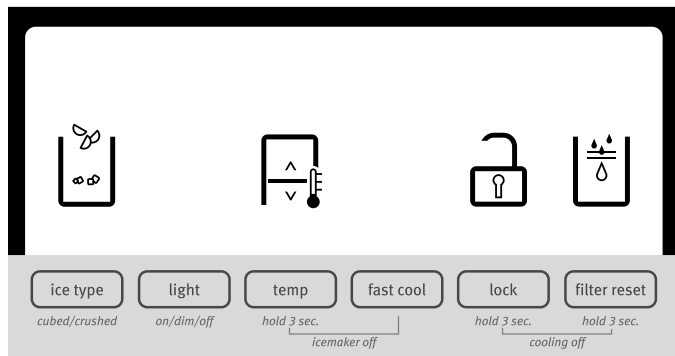 ice type light temp fast cool lock filter reset
cubed/crushed on/dim/off hold 3 sec. hold 3 sec. hold 3 sec.
icemaker off cooling off